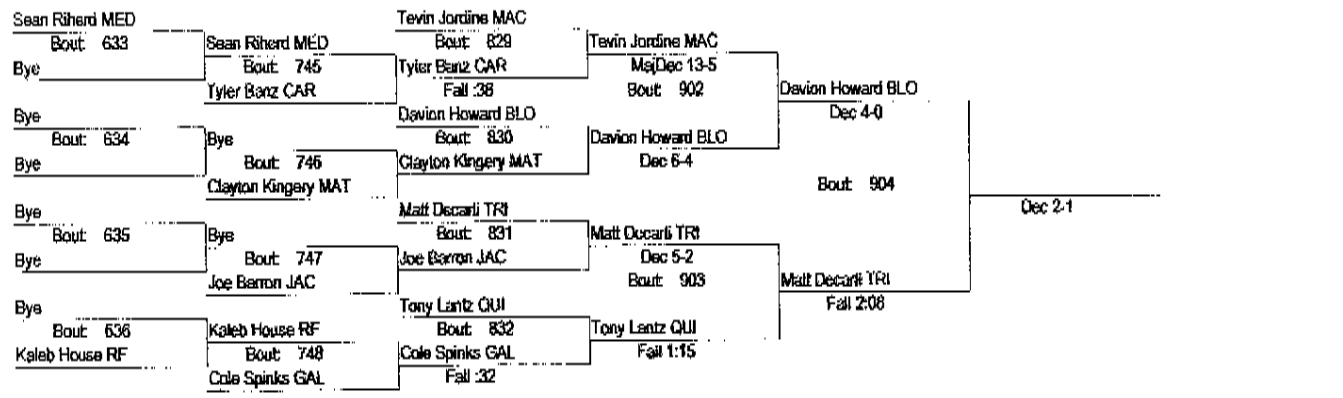 Sean Riherd MED
Bout: 633
Bye
Bye
Bout: 634
Bye
Bye
Bout: 635
Bye
Bye
Bout: 636
Kaleb House RF
Sean Riherd MED
Bout: 745
Tyler Banz CAR
Bye
Bout: 746
Clayton Kingery MAT
Bye
Bout: 747
Joe Barron JAC
Kaleb House RF
Bout: 748
Cole Spinks GAL
Tevin Jordine MAC
Bout: 829
Tyler Banz CAR
Fall :38
Davion Howard BLO
Bout: 830
Clayton Kingery MAT
Matt Decarli TRI
Bout: 831
Joe Barron JAC
Tony Lantz QUI
Bout: 832
Cole Spinks GAL
Fall :32
Tevin Jordine MAC
MajDec 13-5
Bout: 902
Davion Howard BLO
Dec 6-4
Matt Decarli TRI
Dec 5-2
Bout: 903
Tony Lantz QUI
Fall 1:15
Davion Howard BLO
Dec 4-0
Bout: 904
Matt Decarli TRI
Fall 2:08
Dec 2-1